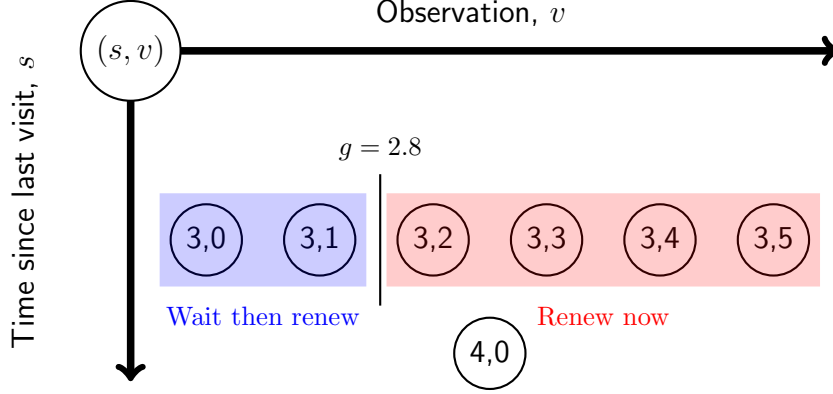 Observation, v
(s, v)
Time since last visit, s
g = 2.8
3,0 3,1 3,2 3,3 3,4 3,5
Wait then renew Renew now
4,0